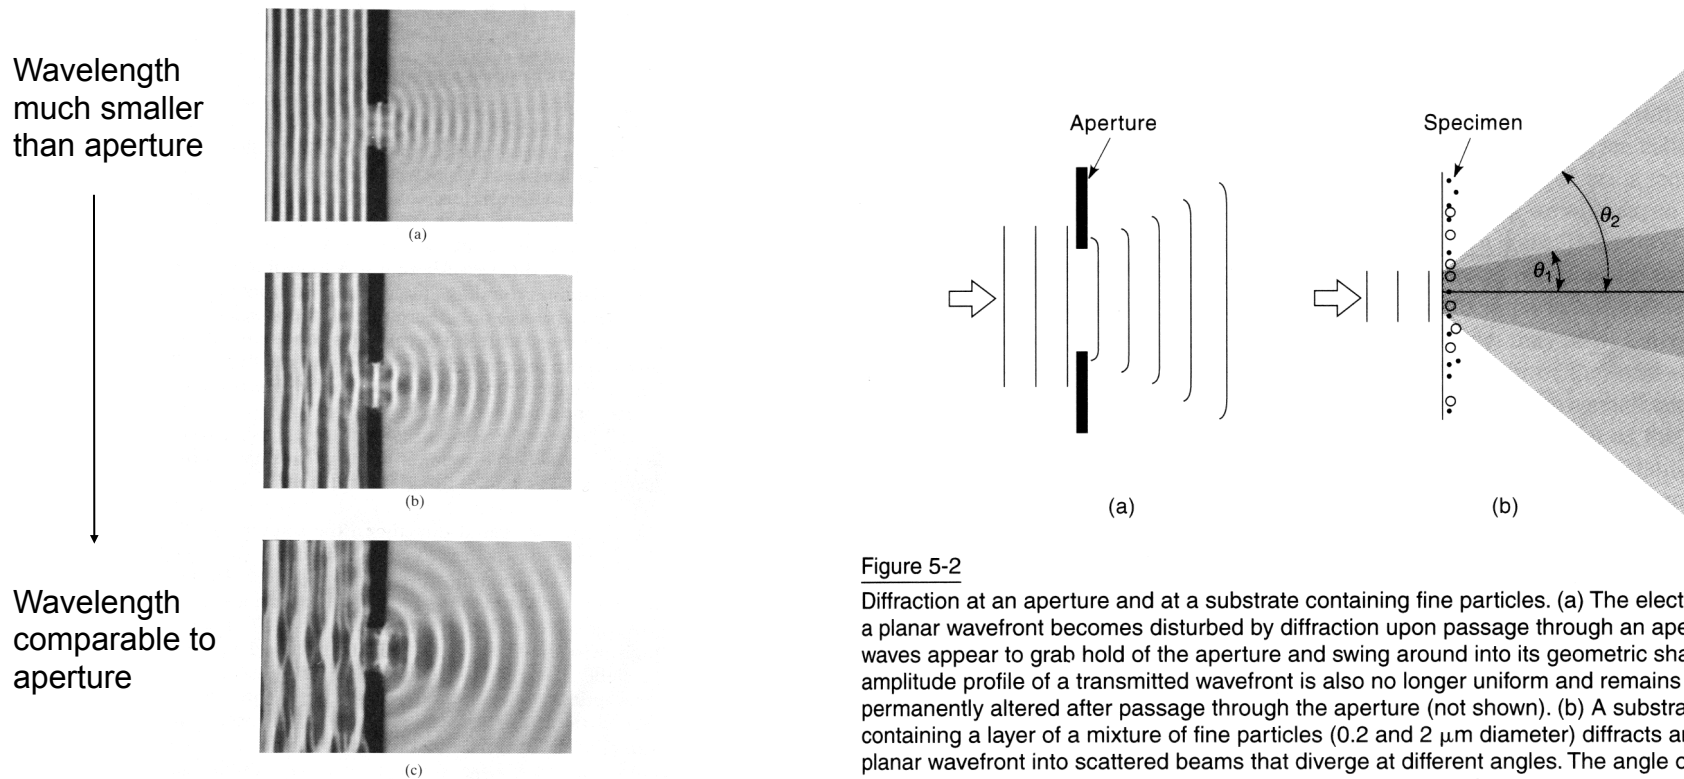 Wavelength
much smaller
than aperture
(a)
(b)
Wavelength
comparable to
aperture
(c)
Aperture
Specimen
θ2
θ1
(a)
(b)
Figure 5-2
Diffraction at an aperture and at a substrate containing fine particles. (a) The elect
a planar wavefront becomes disturbed by diffraction upon passage through an ape
waves appear to grab hold of the aperture and swing around into its geometric sha
amplitude profile of a transmitted wavefront is also no longer uniform and remains
permanently altered after passage through the aperture (not shown). (b) A substra
containing a layer of a mixture of fine particles (0.2 and 2 μm diameter) diffracts a
planar wavefront into scattered beams that diverge at different angles. The angle o